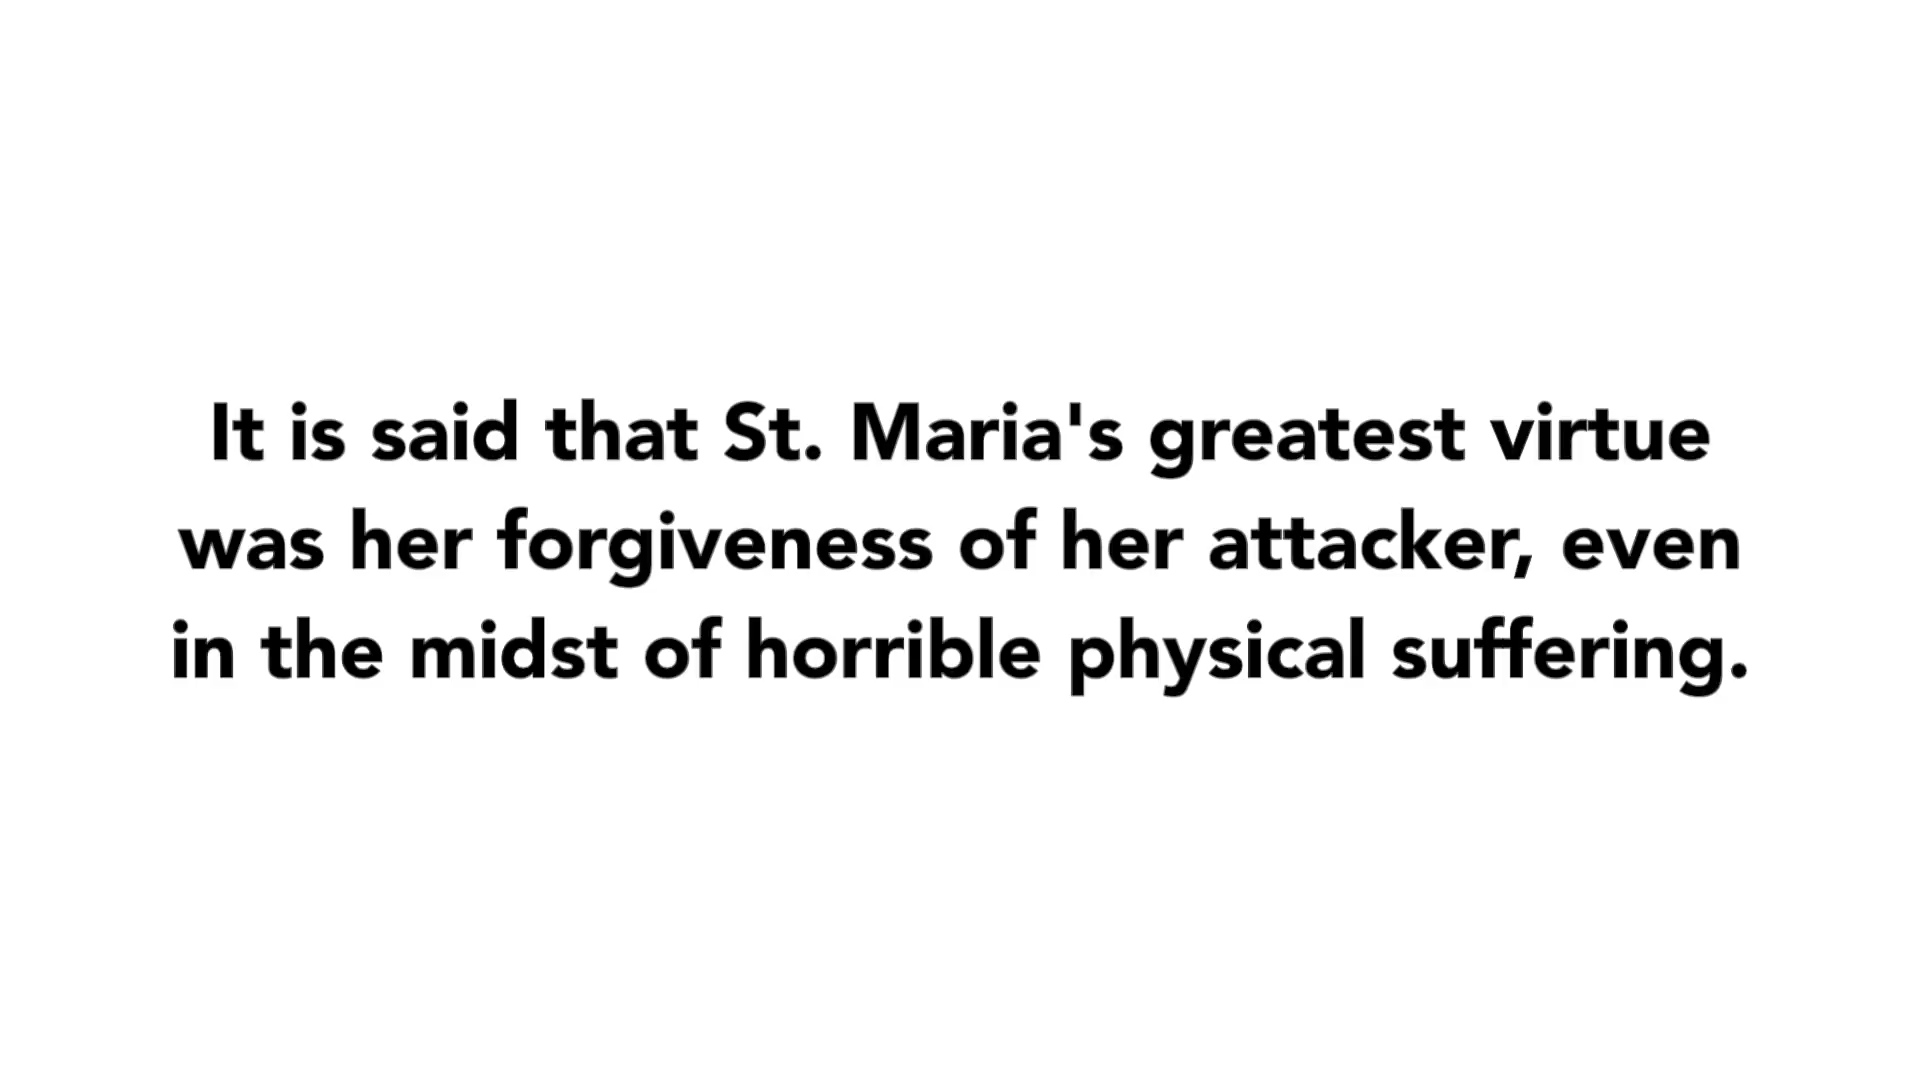 It is said that St. Maria's greatest virtue
was her forgiveness of her attacker, even
in the midst of horrible physical suffering.